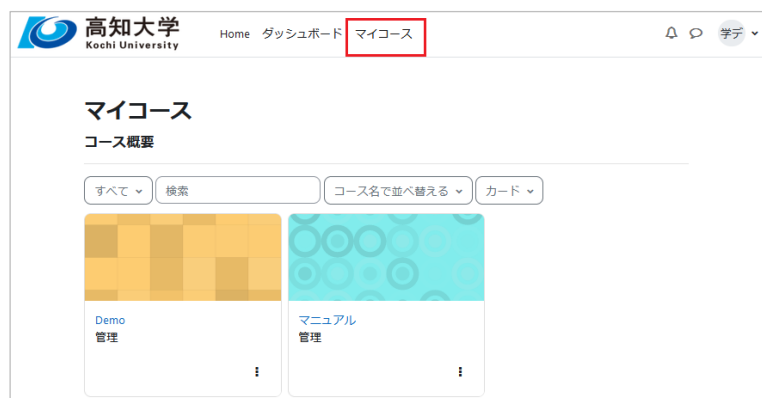 高知大学
Kochi University
Home ダッシュボード マイコース
学デ
マイコース
コース概要
すべて 検索 コース名で並べ替える カード
Demo
管理
マニュアル
管理